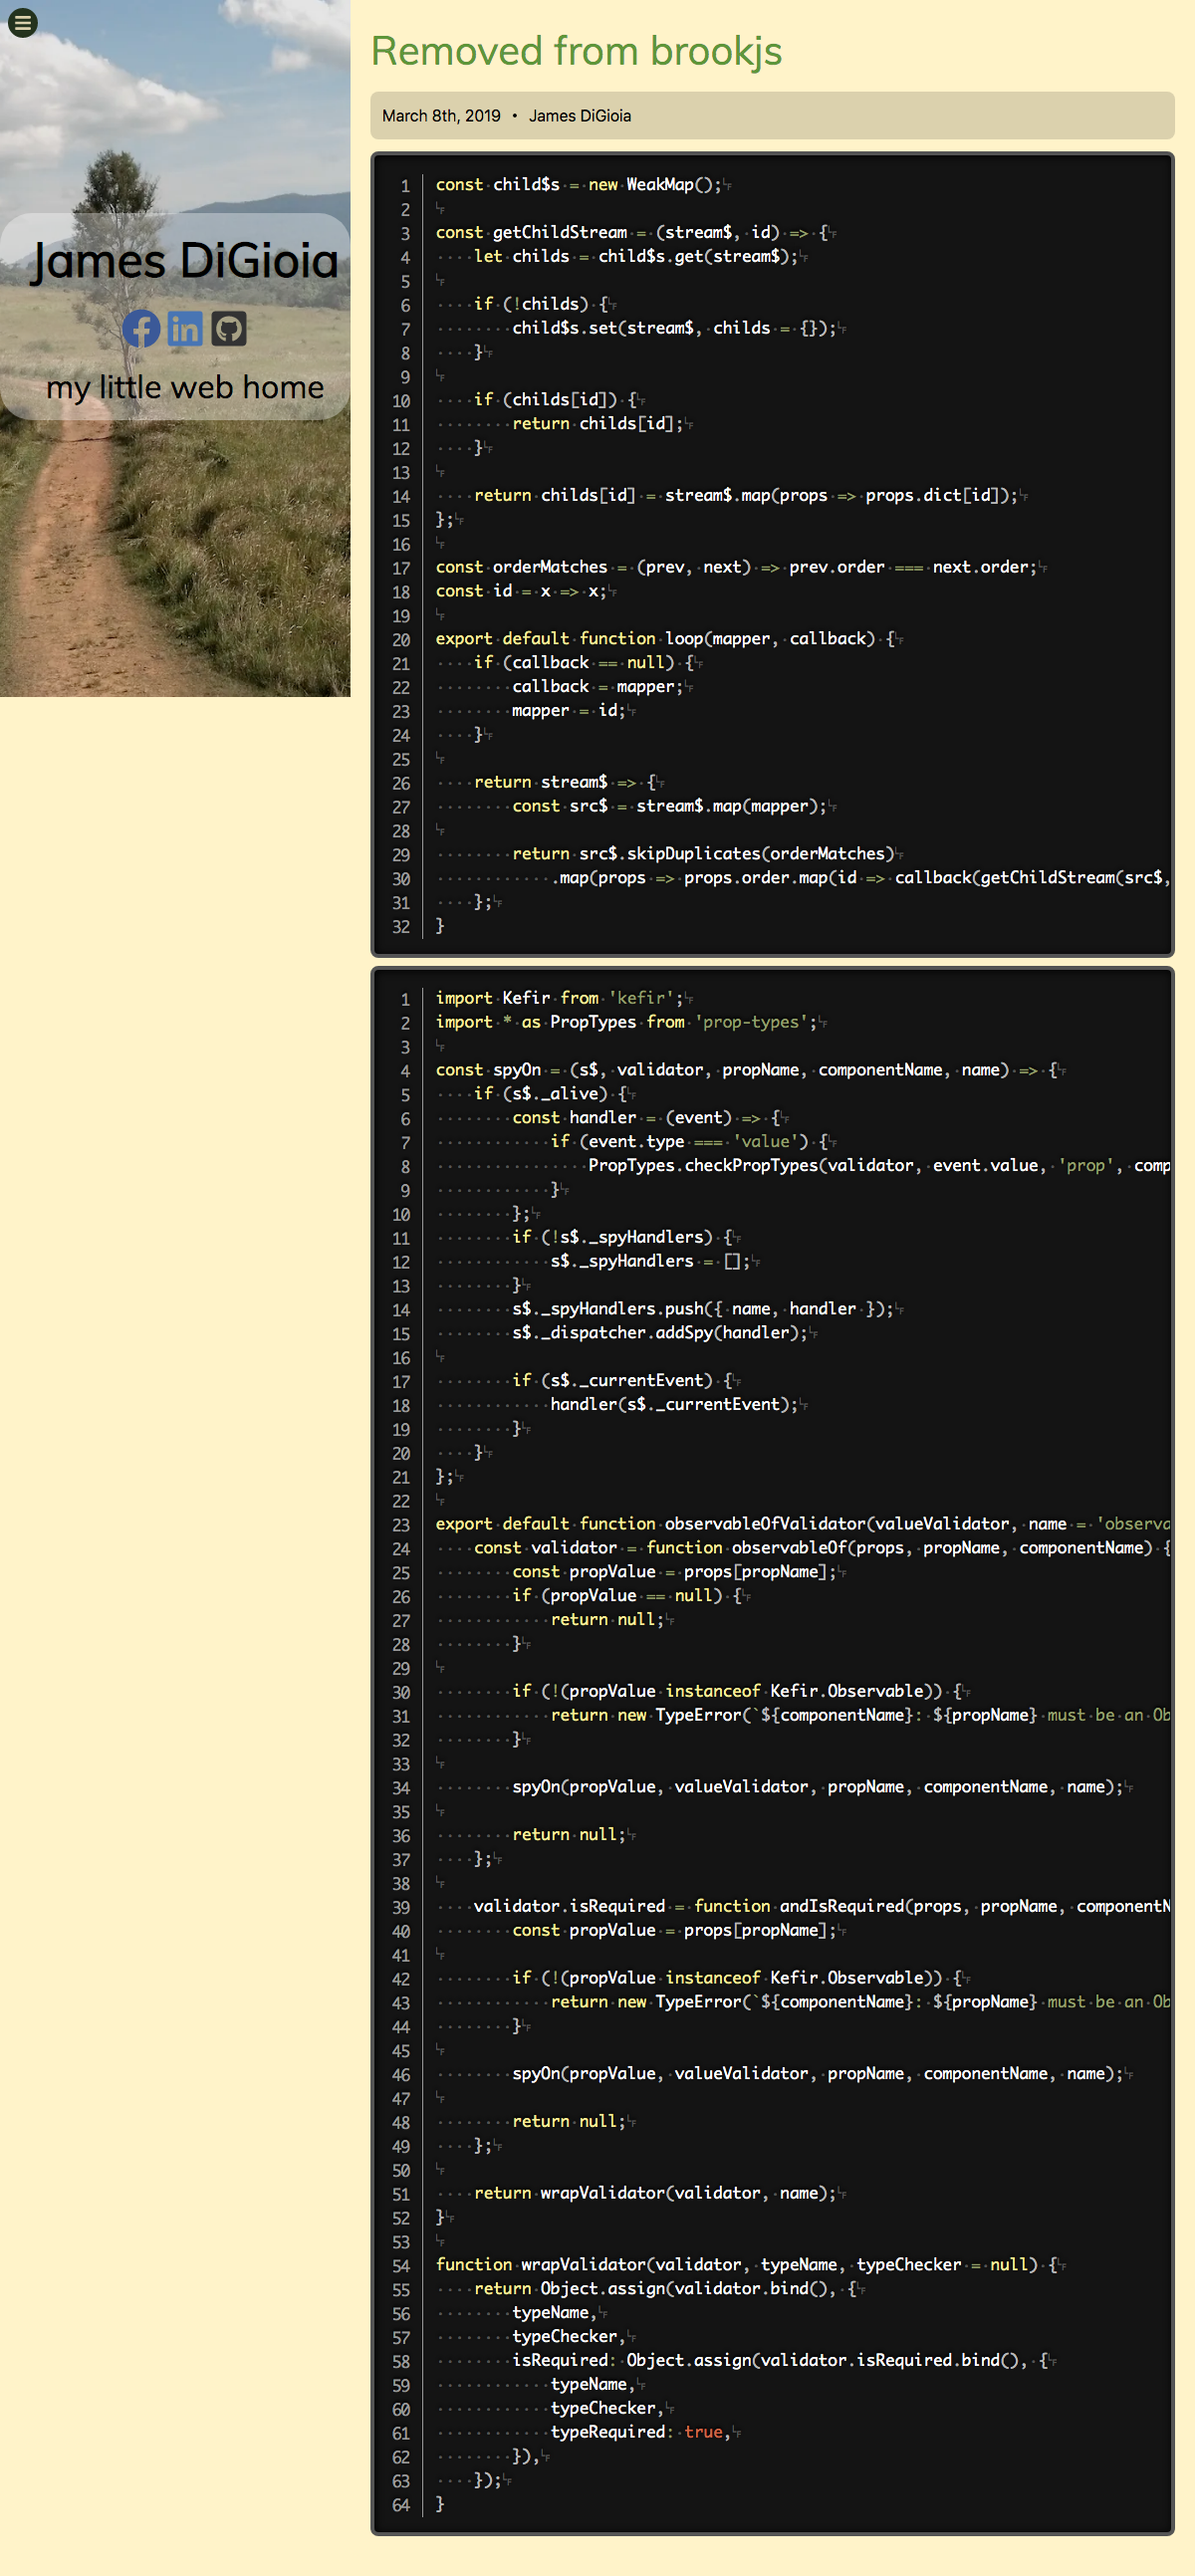 James DiGioia
my little web home
Removed from brookjs
March 8th, 2019 • James DiGioia
1 const child$s = new WeakMap();
2
3 const getChildStream = (stream$, id) => {
4     let childs = child$s.get(stream$);
5
6     if (!childs) {
7         child$s.set(stream$, childs = {});
8     }
9
10     if (childs[id]) {
11         return childs[id];
12     }
13
14     return childs[id] = stream$.map(props => props.dict[id]);
15 };
16
17 const orderMatches = (prev, next) => prev.order === next.order;
18 const id = x => x;
19
20 export default function loop(mapper, callback) {
21     if (callback == null) {
22         callback = mapper;
23         mapper = id;
24     }
25
26     return stream$ => {
27         const src$ = stream$.map(mapper);
28
29         return src$.skipDuplicates(orderMatches)
30             .map(props => props.order.map(id => callback(getChildStream(src$,
31     };
32 }
1 import Kefir from 'kefir';
2 import * as PropTypes from 'prop-types';
3
4 const spyOn = (s$, validator, propName, componentName, name) => {
5     if (s$._alive) {
6         const handler = (event) => {
7             if (event.type === 'value') {
8                 PropTypes.checkPropTypes(validator, event.value, 'prop', comp
9             }
10         };
11         if (!s$._spyHandlers) {
12             s$._spyHandlers = [];
13         }
14         s$._spyHandlers.push({ name, handler });
15         s$._dispatcher.addSpy(handler);
16
17         if (s$._currentEvent) {
18             handler(s$._currentEvent);
19         }
20     }
21 };
22
23 export default function observableOfValidator(valueValidator, name = 'observa
24     const validator = function observableOf(props, propName, componentName) {
25         const propValue = props[propName];
26         if (propValue == null) {
27             return null;
28         }
29
30         if (!(propValue instanceof Kefir.Observable)) {
31             return new TypeError(`${componentName}: ${propName} must be an Ob
32         }
33
34         spyOn(propValue, valueValidator, propName, componentName, name);
35
36         return null;
37     };
38
39     validator.isRequired = function andIsRequired(props, propName, componentN
40         const propValue = props[propName];
41
42         if (!(propValue instanceof Kefir.Observable)) {
43             return new TypeError(`${componentName}: ${propName} must be an Ob
44         }
45
46         spyOn(propValue, valueValidator, propName, componentName, name);
47
48         return null;
49     };
50
51     return wrapValidator(validator, name);
52 }
53
54 function wrapValidator(validator, typeName, typeChecker = null) {
55     return Object.assign(validator.bind(), {
56         typeName,
57         typeChecker,
58         isRequired: Object.assign(validator.isRequired.bind(), {
59             typeName,
60             typeChecker,
61             typeRequired: true,
62         }),
63     });
64 }